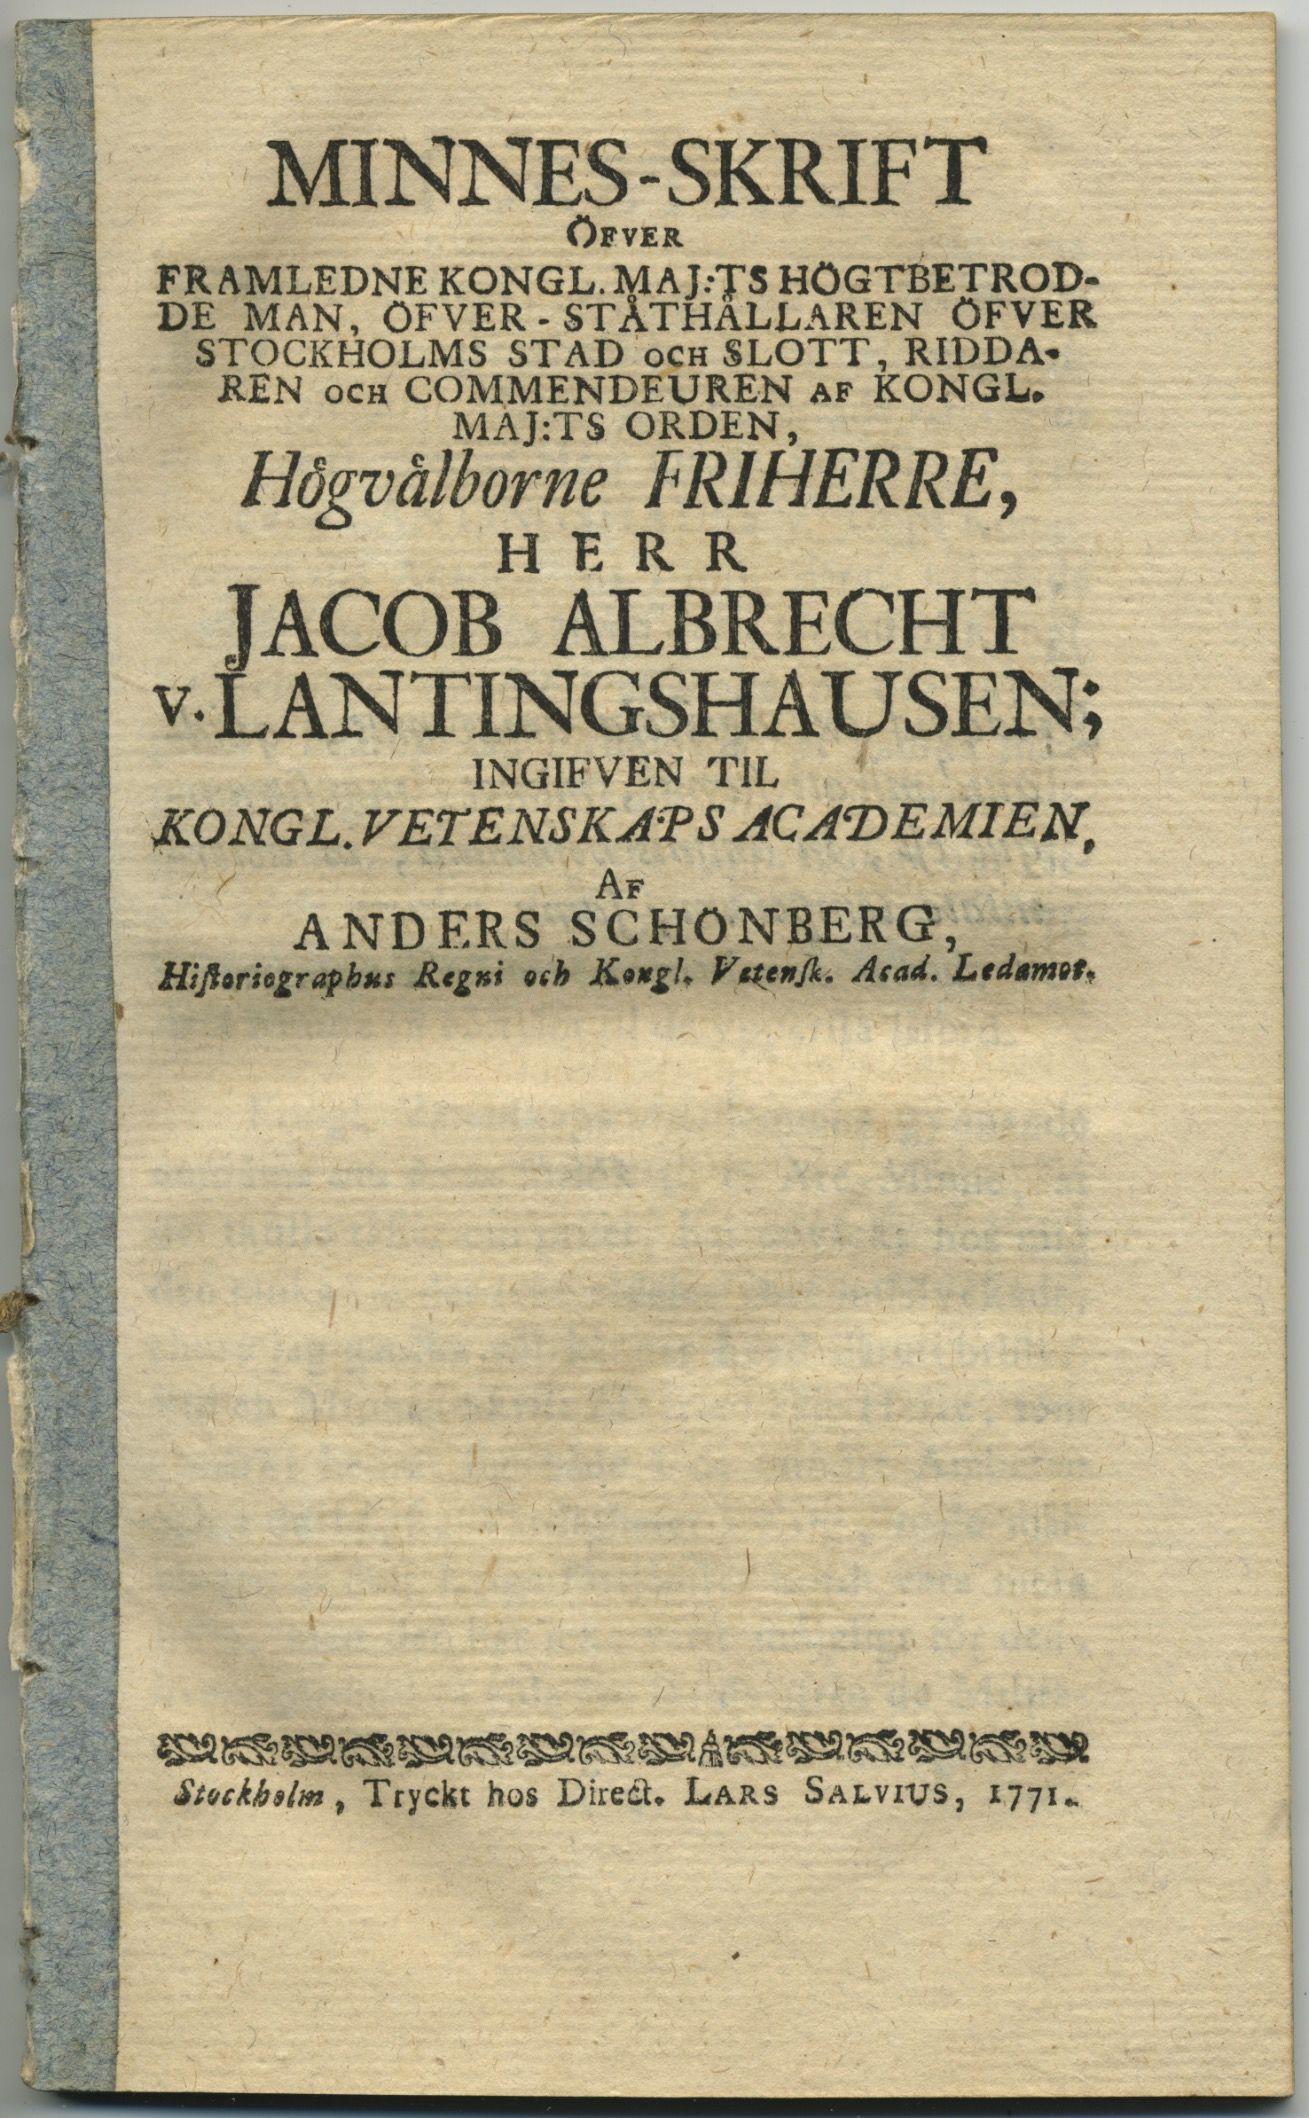 MINNES-SKRIFT
ÖFVER
FRAMLEDNE KONGL. MAJ:TS HÖGTBETROD-
DE MAN, ÖFVER-STÅTHÅLLAREN ÖFVER
STOCKHOLMS STAD OCH SLOTT, RIDDA-
REN OCH COMMENDEUREN AF KONGL.
MAJ:TS ORDEN,
Högvålborne FRIHERRE,
HERR
JACOB ALBRECHT
V. LANTINGSHAUSEN;
INGIFVEN TIL
KONGL. VETENSKAPS ACADEMIEN,
AF
ANDERS SCHÖNBERG,
Hiſtoriographus Regni och Kongl. Vetenſk. Acad. Ledamot.
Stockholm, Tryckt hos Direct. LARS SALVIUS, 1771.